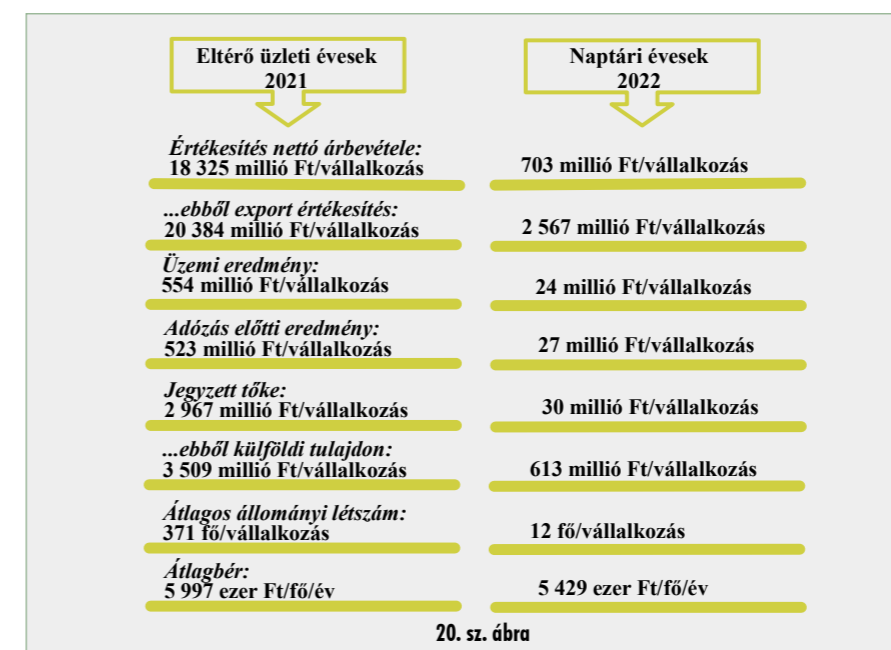 Eltérő üzleti évesek
2021
Naptári évesek
2022
Értékesítés nettó árbevétele:
18 325 millió Ft/vállalkozás
703 millió Ft/vállalkozás
...ebből export értékesítés:
20 384 millió Ft/vállalkozás
2 567 millió Ft/vállalkozás
Üzemi eredmény:
554 millió Ft/vállalkozás
24 millió Ft/vállalkozás
Adózás előtti eredmény:
523 millió Ft/vállalkozás
27 millió Ft/vállalkozás
Jegyzett tőke:
2 967 millió Ft/vállalkozás
30 millió Ft/vállalkozás
...ebből külföldi tulajdon:
3 509 millió Ft/vállalkozás
613 millió Ft/vállalkozás
Átlagos állományi létszám:
371 fő/vállalkozás
12 fő/vállalkozás
Átlagbér:
5 997 ezer Ft/fő/év
5 429 ezer Ft/fő/év
20. sz. ábra